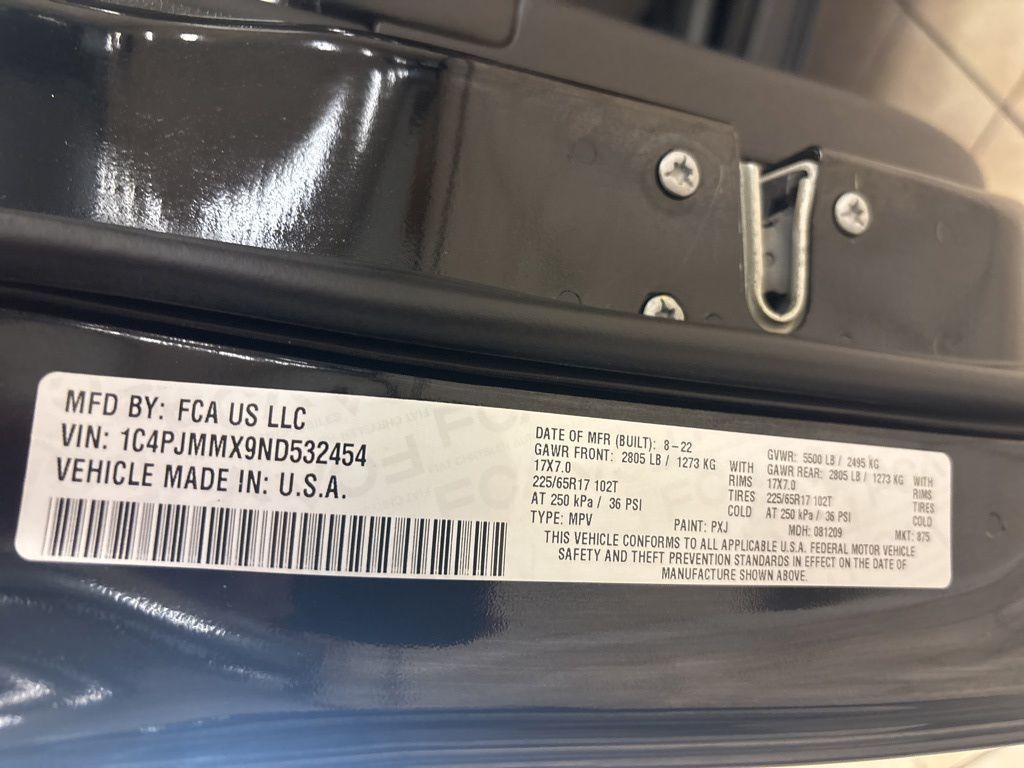 MFD BY: FCA US LLC
VIN: 1C4PJMMX9ND532454
VEHICLE MADE IN: U.S.A.
DATE OF MFR (BUILT): 8-22
GAWR FRONT: 2805 LB / 1273 KG WITH
17X7.0 RIMS
225/65R17 102T TIRES
AT 250 kPa / 36 PSI COLD
TYPE: MPV PAINT: PXJ
GVWR: 5500 LB / 2495 KG
GAWR REAR: 2805 LB / 1273 KG WITH
17X7.0 RIMS
225/65R17 102T TIRES
AT 250 kPa / 36 PSI COLD
MDH: 081209 MKT: 875
THIS VEHICLE CONFORMS TO ALL APPLICABLE U.S.A. FEDERAL MOTOR VEHICLE
SAFETY AND THEFT PREVENTION STANDARDS IN EFFECT ON THE DATE OF
MANUFACTURE SHOWN ABOVE.